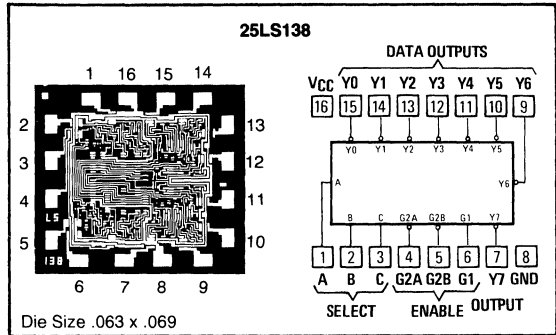 25LS138
1 16 15 14
2 13
3 12
4 11
5 10
6 7 8 9
LS
138
Die Size .063 x .069
DATA OUTPUTS
VCC Y0 Y1 Y2 Y3 Y4 Y5 Y6
16 15 14 13 12 11 10 9
Y0 Y1 Y2 Y3 Y4 Y5
A Y6
B C G2A G2B G1 Y7
1 2 3 4 5 6 7 8
A B C G2A G2B G1 Y7 GND
SELECT ENABLE OUTPUT